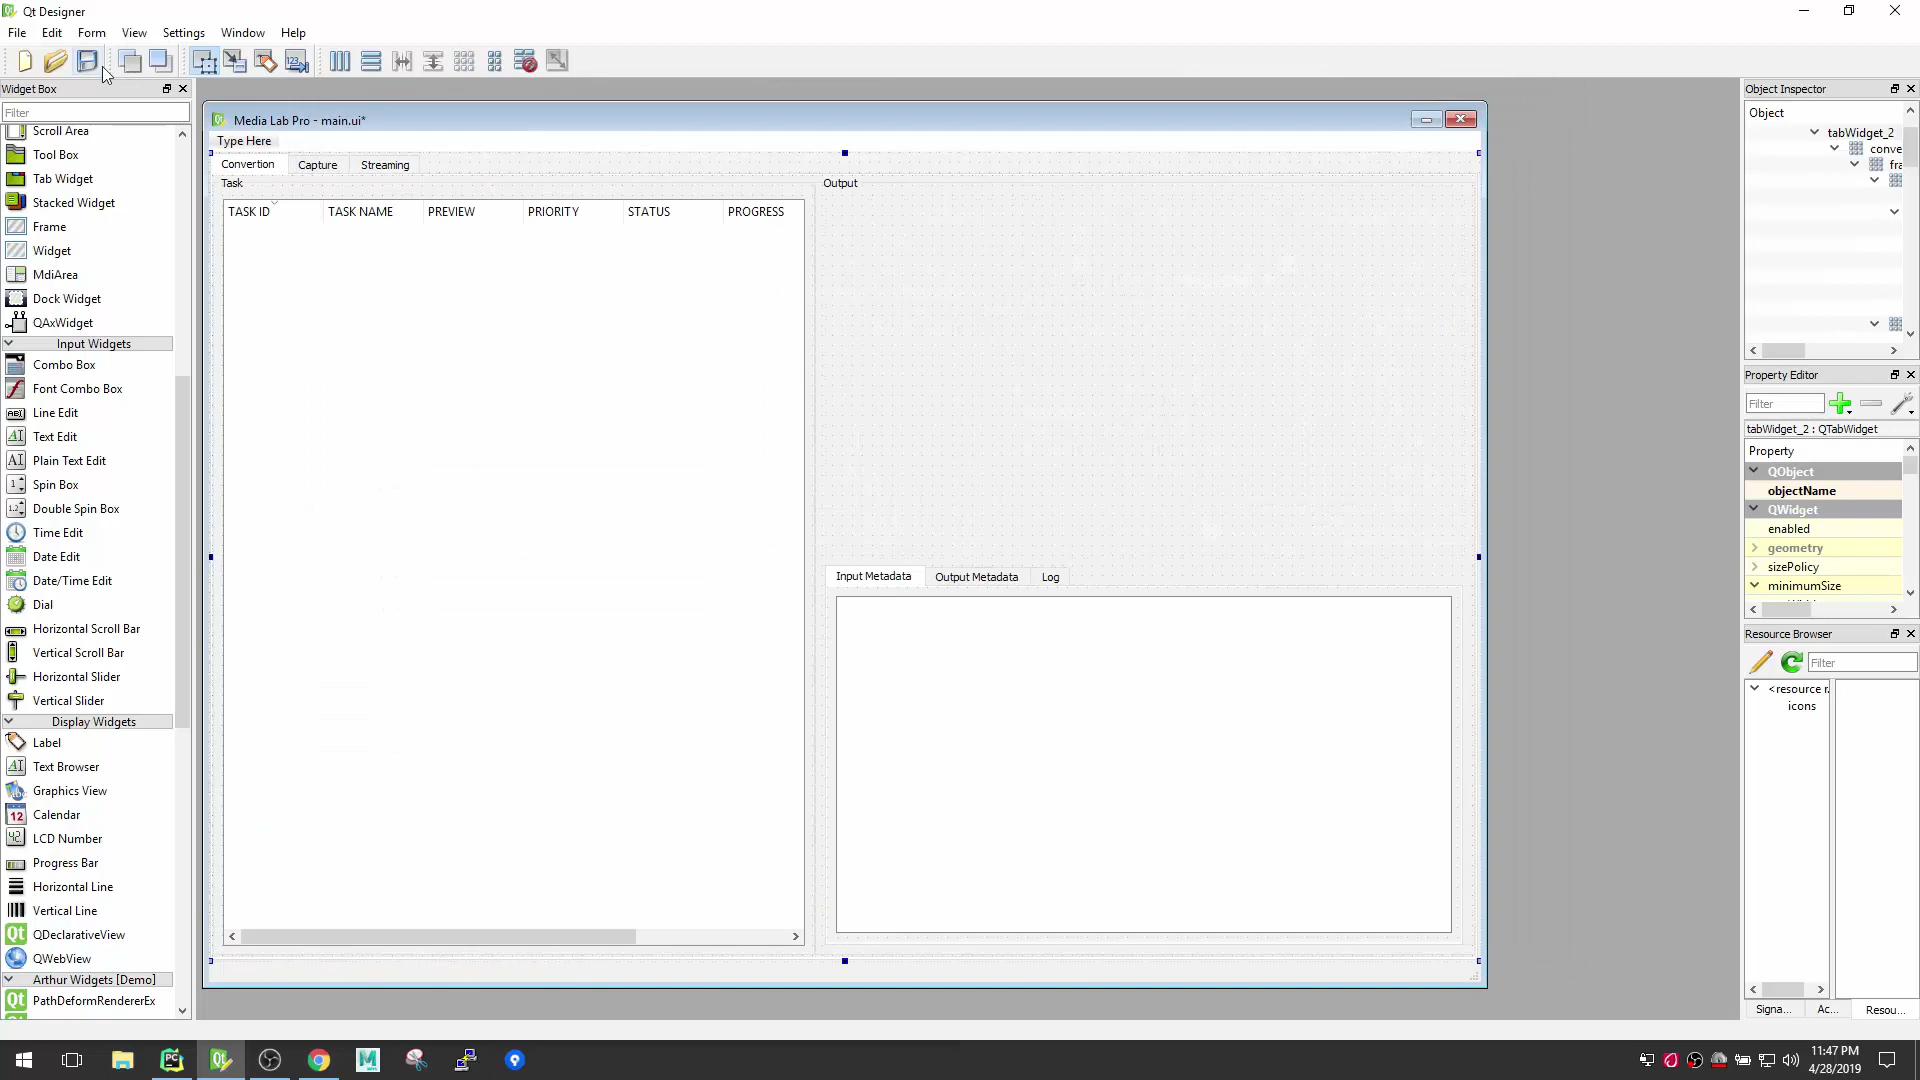 Qt Designer
File Edit Form View Settings Window Help
Widget Box
Filter
Scroll Area
Tool Box
Tab Widget
Stacked Widget
Frame
Widget
MdiArea
Dock Widget
QAxWidget
Input Widgets
Combo Box
Font Combo Box
Line Edit
Text Edit
Plain Text Edit
Spin Box
Double Spin Box
Time Edit
Date Edit
Date/Time Edit
Dial
Horizontal Scroll Bar
Vertical Scroll Bar
Horizontal Slider
Vertical Slider
Display Widgets
Label
Text Browser
Graphics View
Calendar
LCD Number
Progress Bar
Horizontal Line
Vertical Line
QDeclarativeView
QWebView
Arthur Widgets [Demo]
PathDeformRendererEx
Media Lab Pro - main.ui*
Type Here
Convertion Capture Streaming
Task
TASK ID TASK NAME PREVIEW PRIORITY STATUS PROGRESS
Output
Input Metadata Output Metadata Log
Object Inspector
Object
tabWidget_2
conve
fra
Property Editor
Filter
tabWidget_2 : QTabWidget
Property
QObject
objectName
QWidget
enabled
geometry
sizePolicy
minimumSize
Resource Browser
Filter
<resource r
icons
Signa... Ac... Resou...
11:47 PM
4/28/2019